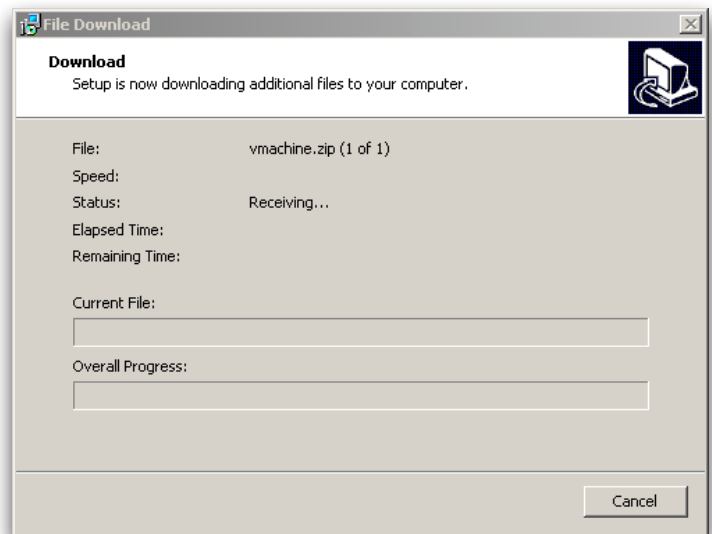 File Download
Download
Setup is now downloading additional files to your computer.
File: vmachine.zip (1 of 1)
Speed:
Status: Receiving...
Elapsed Time:
Remaining Time:
Current File:
Overall Progress:
Cancel